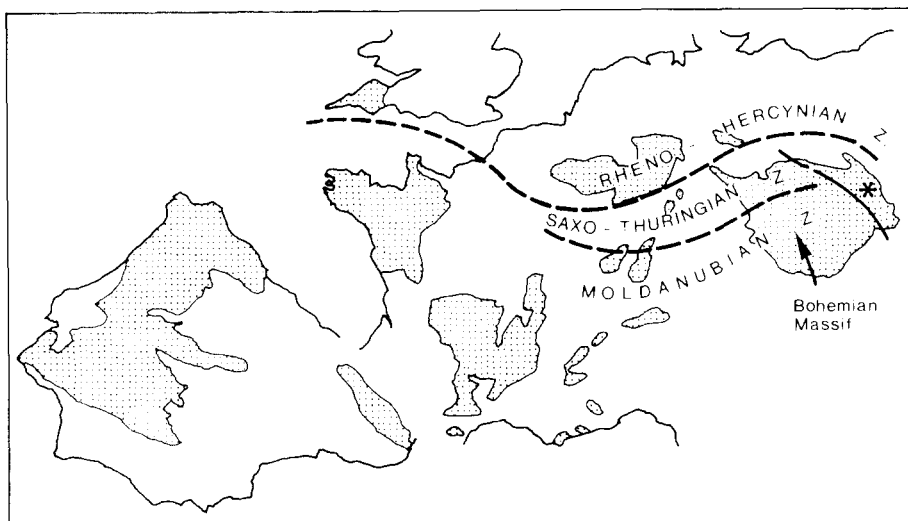 RHENO - HERCYNIAN Z.
SAXO - THURINGIAN Z
MOLDANUBIAN Z
*
Bohemian
Massif